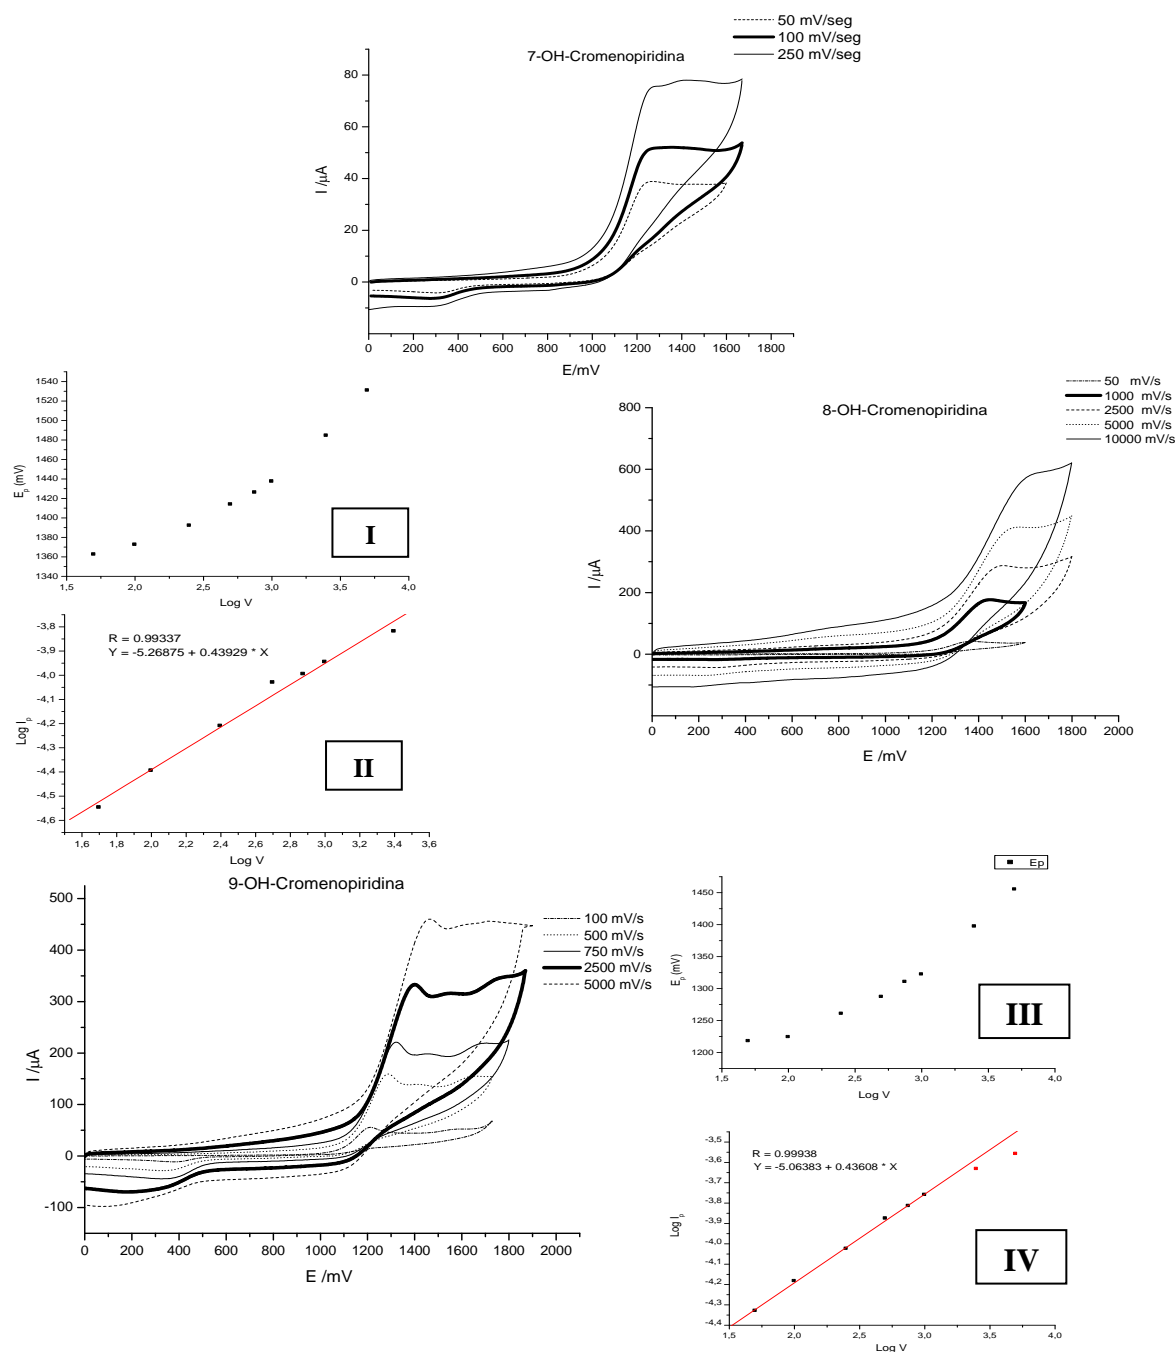 50 mV/seg
100 mV/seg
250 mV/seg
7-OH-Cromenopiridina
80
60
40
20
0
I /µA
0 200 400 600 800 1000 1200 1400 1600 1800
E/mV
1540
1520
1500
1480
1460
1440
1420
1400
1380
1360
1340
Ep (mV)
I
1,5 2,0 2,5 3,0 3,5 4,0
Log V
50 mV/s
1000 mV/s
2500 mV/s
5000 mV/s
10000 mV/s
8-OH-Cromenopiridina
800
600
400
200
0
I /µA
0 200 400 600 800 1000 1200 1400 1600 1800 2000
E /mV
-3,8
-3,9
-4,0
-4,1
-4,2
-4,3
-4,4
-4,5
-4,6
Log Ip
R = 0.99337
Y = -5.26875 + 0.43929 * X
II
1,6 1,8 2,0 2,2 2,4 2,6 2,8 3,0 3,2 3,4 3,6
Log V
9-OH-Cromenopiridina
100 mV/s
500 mV/s
750 mV/s
2500 mV/s
5000 mV/s
500
400
300
200
100
0
-100
I /µA
0 200 400 600 800 1000 1200 1400 1600 1800 2000
E /mV
Ep
1450
1400
1350
1300
1250
1200
Ep (mV)
III
1,5 2,0 2,5 3,0 3,5 4,0
Log V
-3,5
-3,6
-3,7
-3,8
-3,9
-4,0
-4,1
-4,2
-4,3
-4,4
Log Ip
R = 0.99938
Y = -5.06383 + 0.43608 * X
IV
1,5 2,0 2,5 3,0 3,5 4,0
Log V